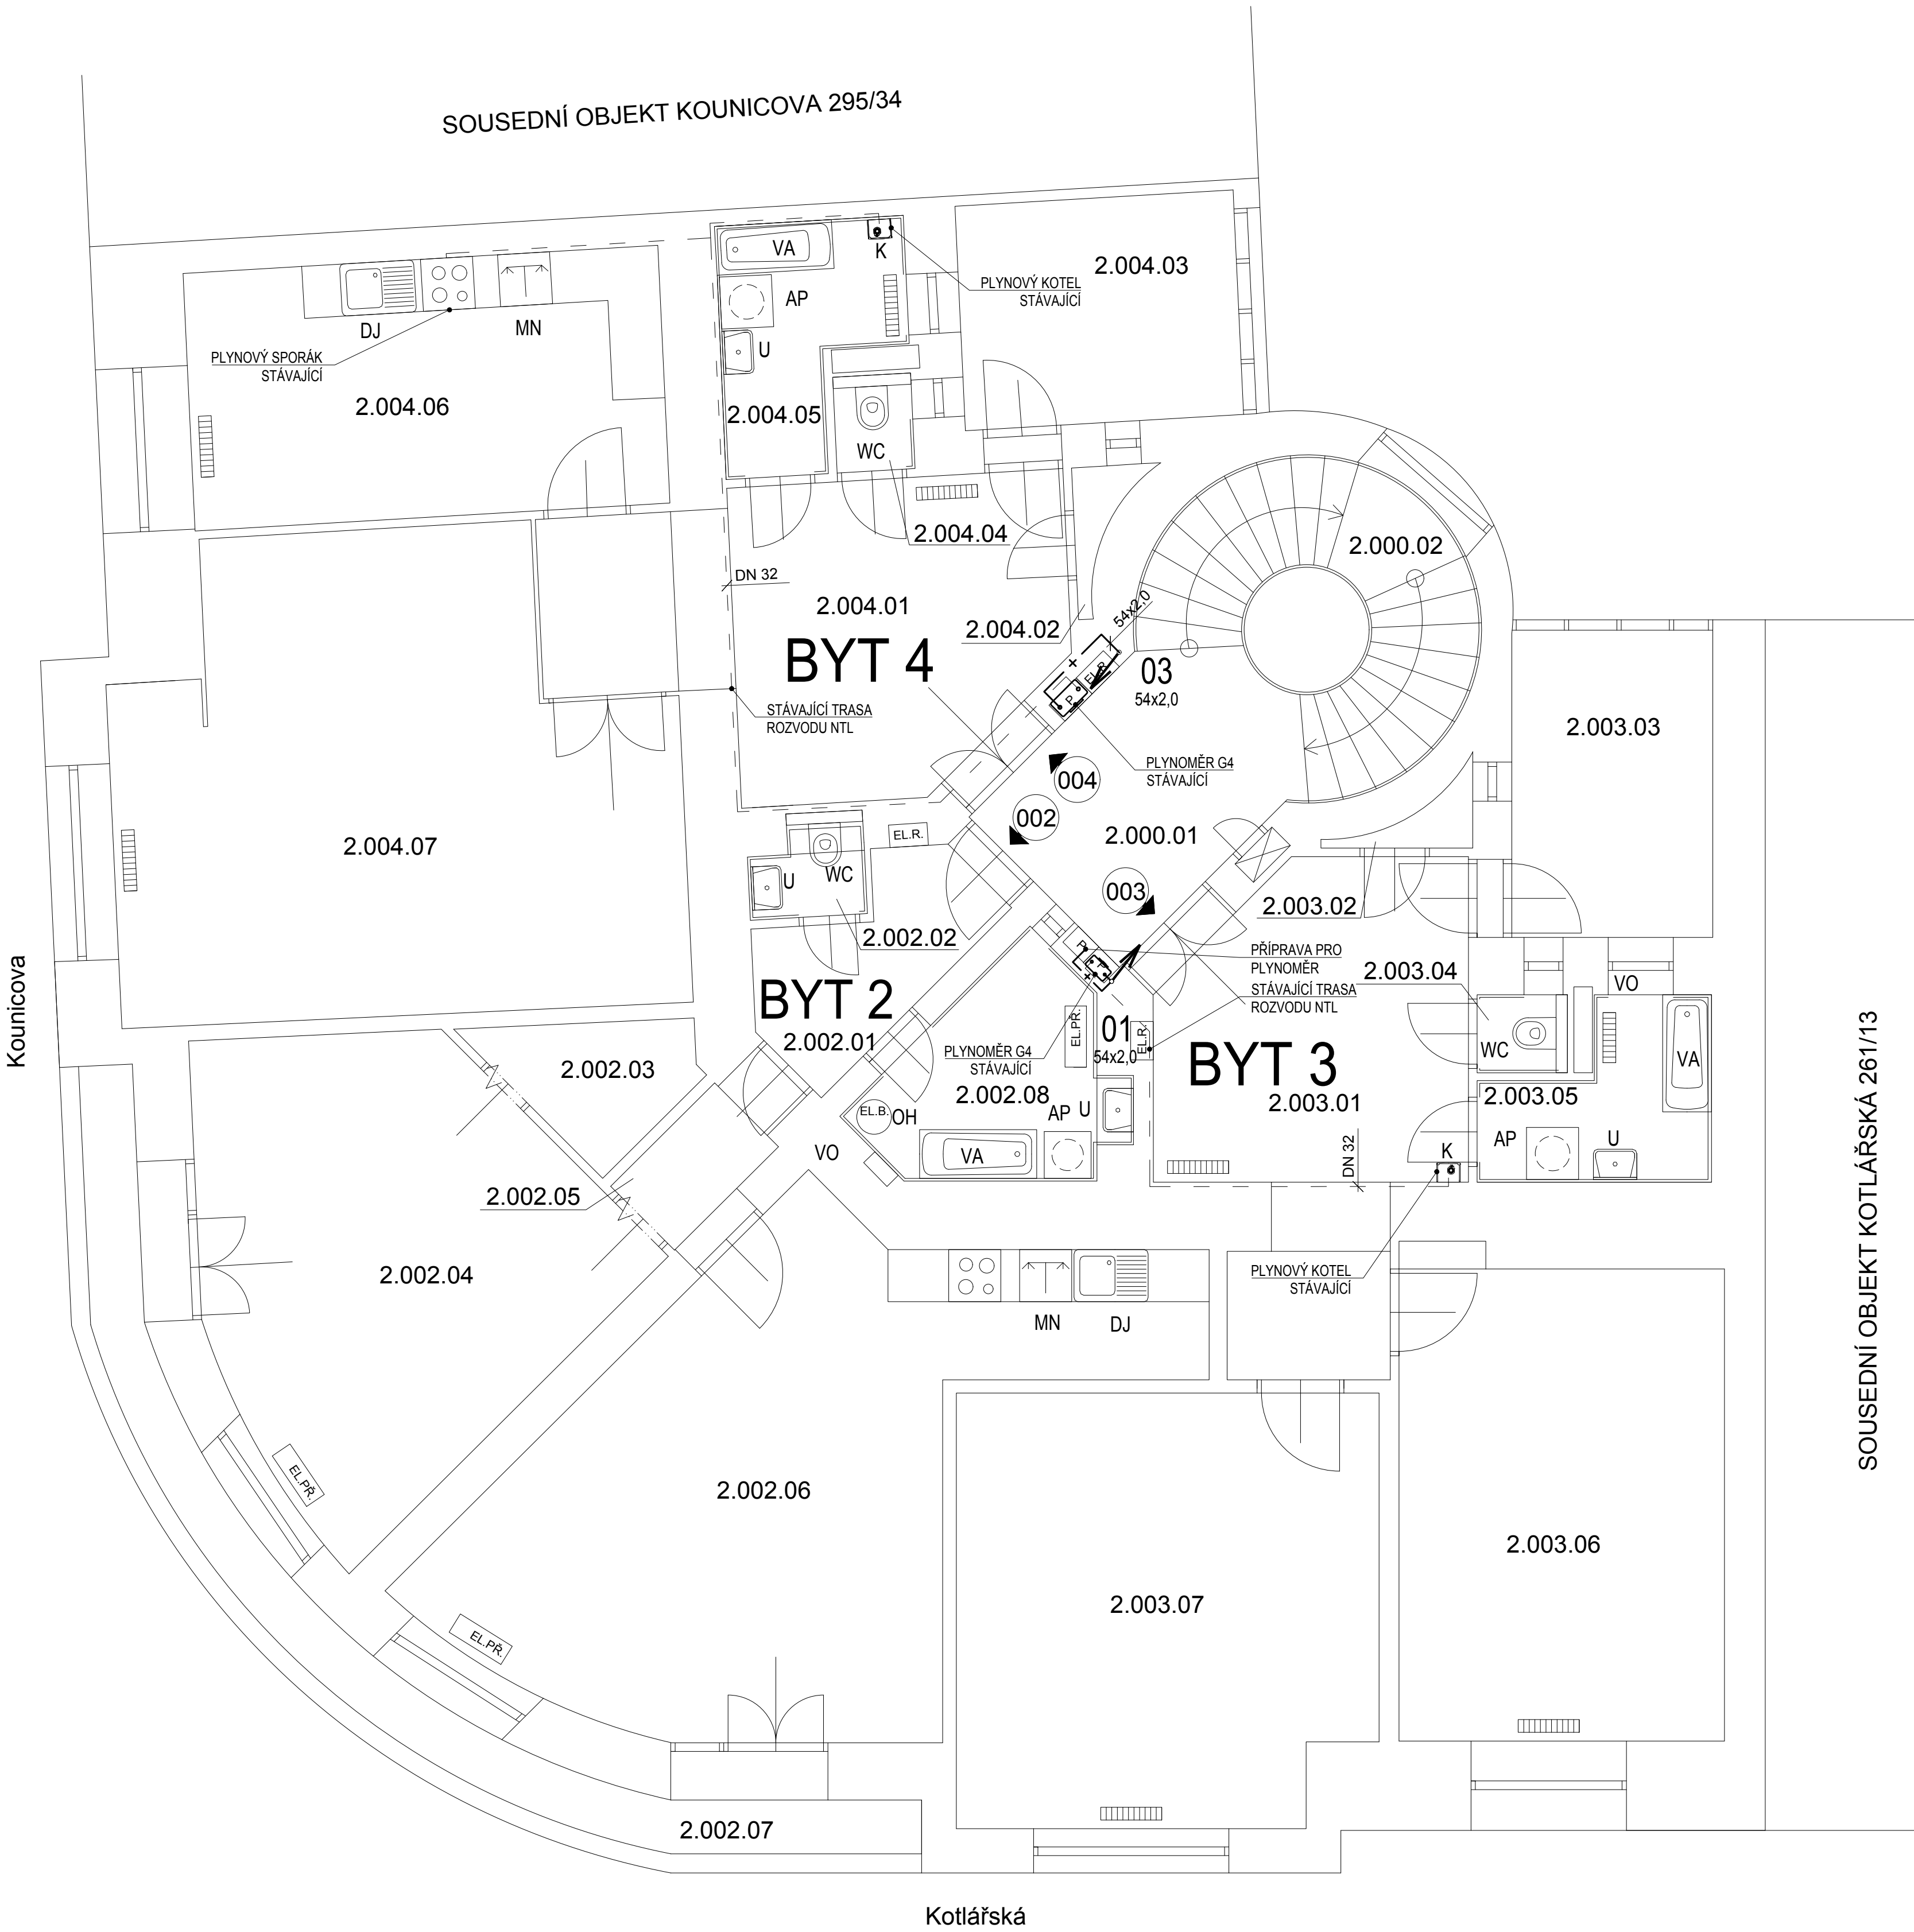 SOUSEDNÍ OBJEKT KOUNICOVA 295/34
VA
K
2.004.03
PLYNOVÝ KOTEL
STÁVAJÍCÍ
AP
DJ
MN
U
PLYNOVÝ SPORÁK
STÁVAJÍCÍ
2.004.06
2.004.05
WC
2.004.04
2.000.02
DN 32
2.004.01
54x2,0
2.004.02
BYT 4
EL.R.
P
03
54x2,0
STÁVAJÍCÍ TRASA
ROZVODU NTL
2.003.03
PLYNOMĚR G4
STÁVAJÍCÍ
004
002
EL.R.
2.000.01
2.004.07
WC
U
003
2.003.02
2.002.02
P
PŘÍPRAVA PRO
PLYNOMĚR
2.003.04
VO
STÁVAJÍCÍ TRASA
ROZVODU NTL
Kounicova
BYT 2
2.002.01
EL.PŘ.
01
54x2,0
EL.R.
PLYNOMĚR G4
STÁVAJÍCÍ
BYT 3
WC
VA
2.002.03
2.002.08
2.003.01
2.003.05
EL.B.
OH
AP
U
AP
U
VO
VA
DN 32
K
2.002.05
SOUSEDNÍ OBJEKT KOTLÁŘSKÁ 261/13
2.002.04
PLYNOVÝ KOTEL
STÁVAJÍCÍ
MN
DJ
EL.PŘ.
2.002.06
2.003.06
2.003.07
EL.PŘ.
2.002.07
Kotlářská